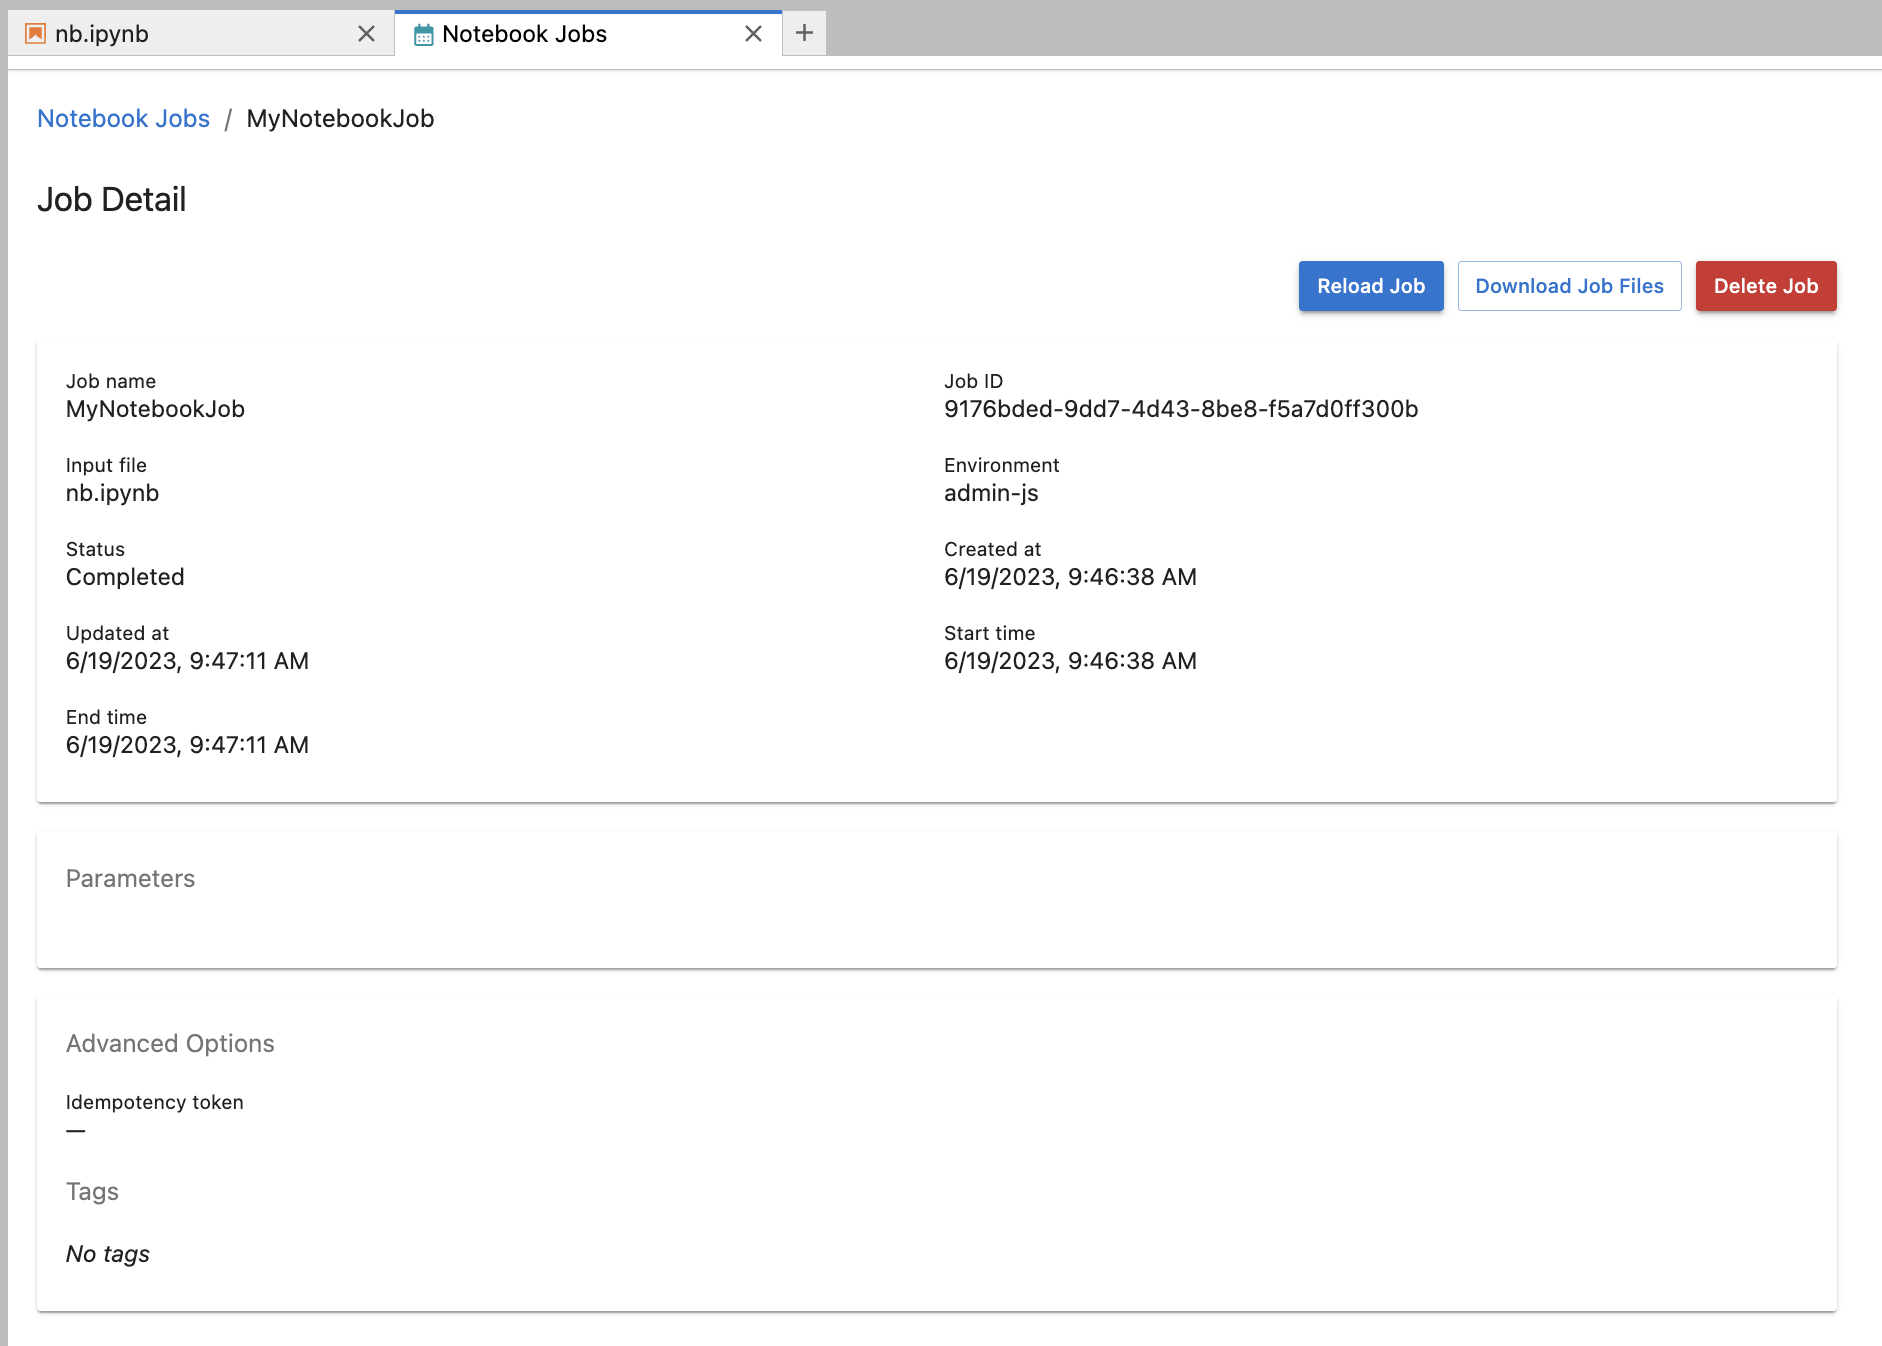 nb.ipynb
Notebook Jobs
Notebook Jobs / MyNotebookJob
Job Detail
Reload Job
Download Job Files
Delete Job
Job name
MyNotebookJob
Job ID
9176bded-9dd7-4d43-8be8-f5a7d0ff300b
Input file
nb.ipynb
Environment
admin-js
Status
Completed
Created at
6/19/2023, 9:46:38 AM
Updated at
6/19/2023, 9:47:11 AM
Start time
6/19/2023, 9:46:38 AM
End time
6/19/2023, 9:47:11 AM
Parameters
Advanced Options
Idempotency token
—
Tags
No tags